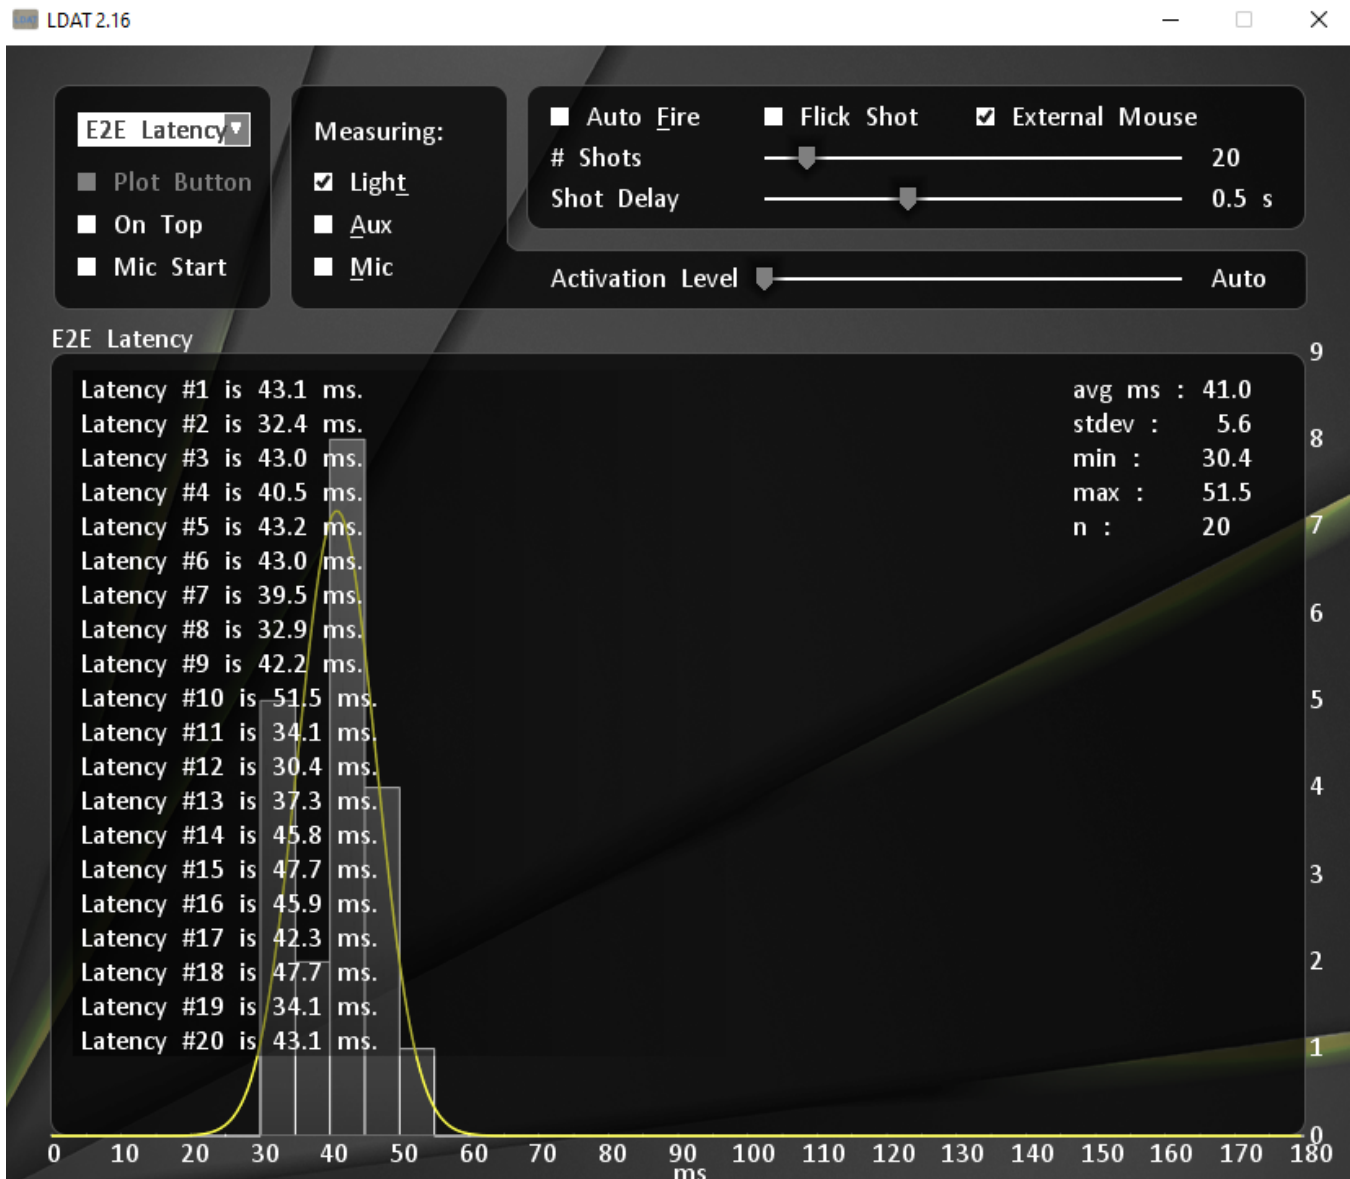 LDAT 2.16
E2E Latency
Plot Button
On Top
Mic Start
Measuring:
Light
Aux
Mic
Auto Fire Flick Shot External Mouse
# Shots 20
Shot Delay 0.5 s
Activation Level Auto
E2E Latency
Latency #1 is 43.1 ms.
Latency #2 is 32.4 ms.
Latency #3 is 43.0 ms.
Latency #4 is 40.5 ms.
Latency #5 is 43.2 ms.
Latency #6 is 43.0 ms.
Latency #7 is 39.5 ms.
Latency #8 is 32.9 ms.
Latency #9 is 42.2 ms.
Latency #10 is 51.5 ms.
Latency #11 is 34.1 ms.
Latency #12 is 30.4 ms.
Latency #13 is 37.3 ms.
Latency #14 is 45.8 ms.
Latency #15 is 47.7 ms.
Latency #16 is 45.9 ms.
Latency #17 is 42.3 ms.
Latency #18 is 47.7 ms.
Latency #19 is 34.1 ms.
Latency #20 is 43.1 ms.
avg ms : 41.0
stdev : 5.6
min : 30.4
max : 51.5
n : 20
9
8
7
6
5
4
3
2
1
0
0 10 20 30 40 50 60 70 80 90 100 110 120 130 140 150 160 170 180
ms